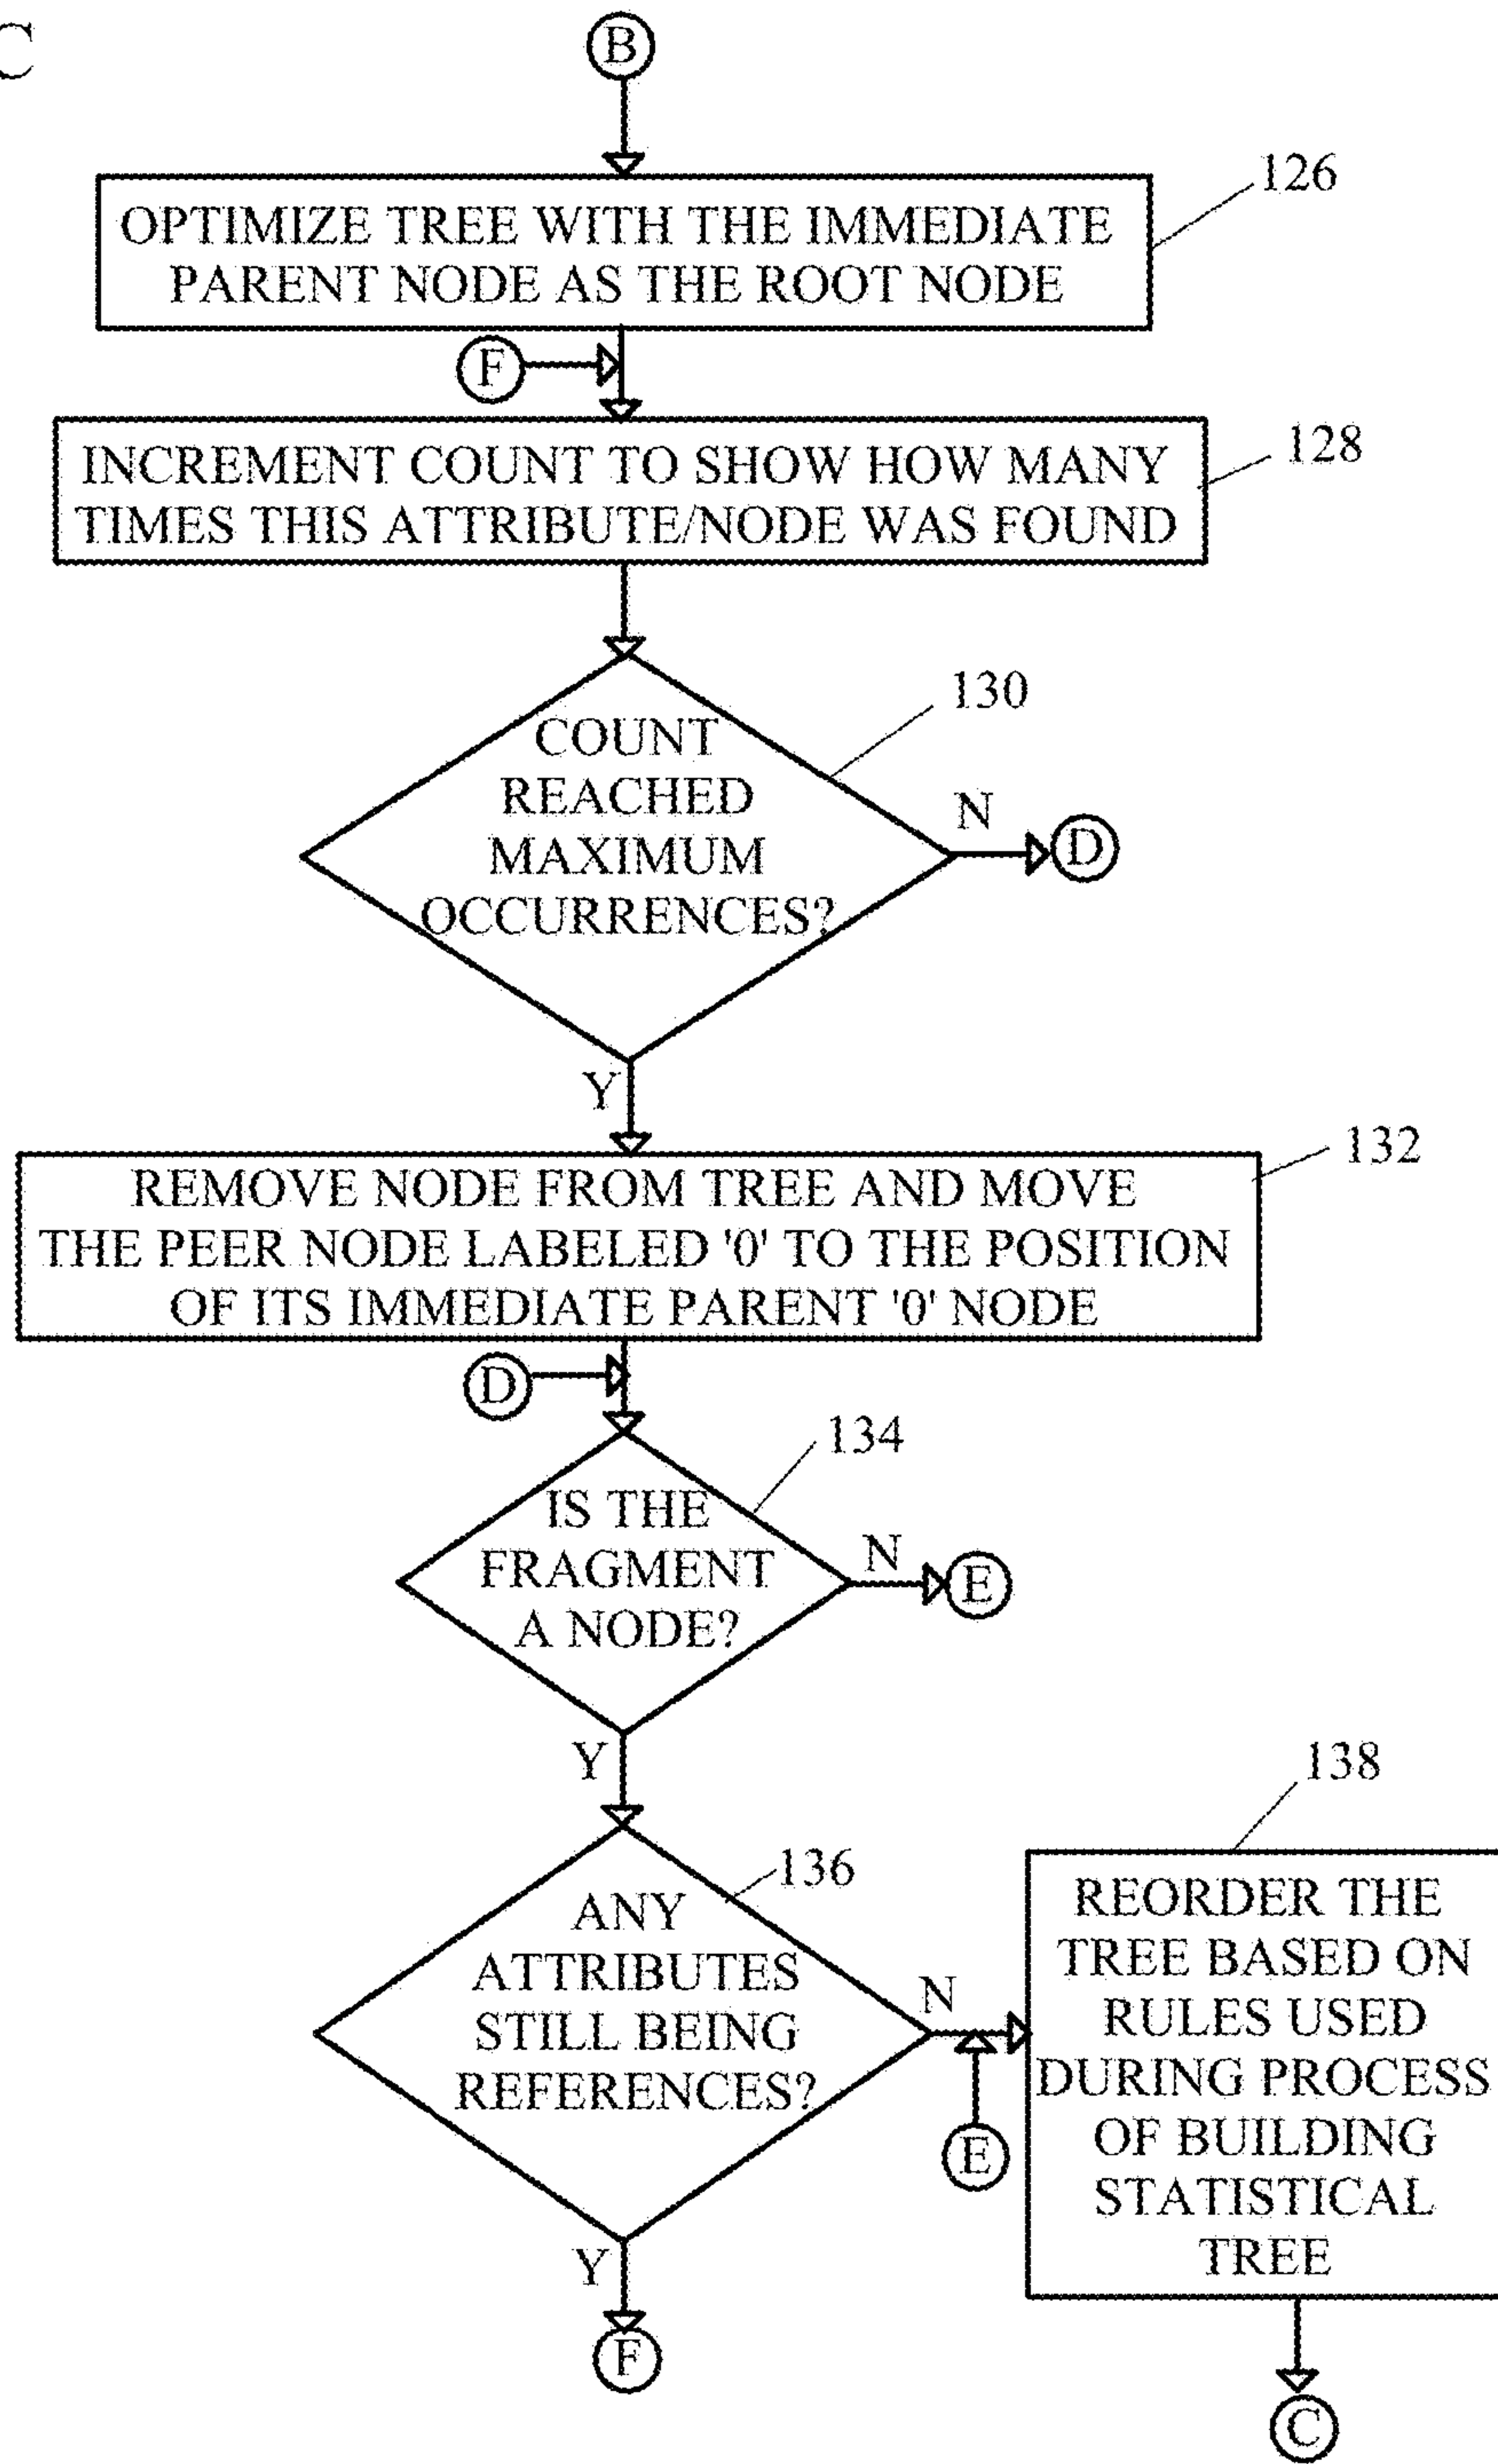 C
B
126
OPTIMIZE TREE WITH THE IMMEDIATE
PARENT NODE AS THE ROOT NODE
F
128
INCREMENT COUNT TO SHOW HOW MANY
TIMES THIS ATTRIBUTE/NODE WAS FOUND
130
COUNT
REACHED
MAXIMUM
OCCURRENCES?
N
D
Y
132
REMOVE NODE FROM TREE AND MOVE
THE PEER NODE LABELED '0' TO THE POSITION
OF ITS IMMEDIATE PARENT '0' NODE
D
134
IS THE
FRAGMENT
A NODE?
N
E
Y
136
ANY
ATTRIBUTES
STILL BEING
REFERENCES?
N
E
Y
F
138
REORDER THE
TREE BASED ON
RULES USED
DURING PROCESS
OF BUILDING
STATISTICAL
TREE
C